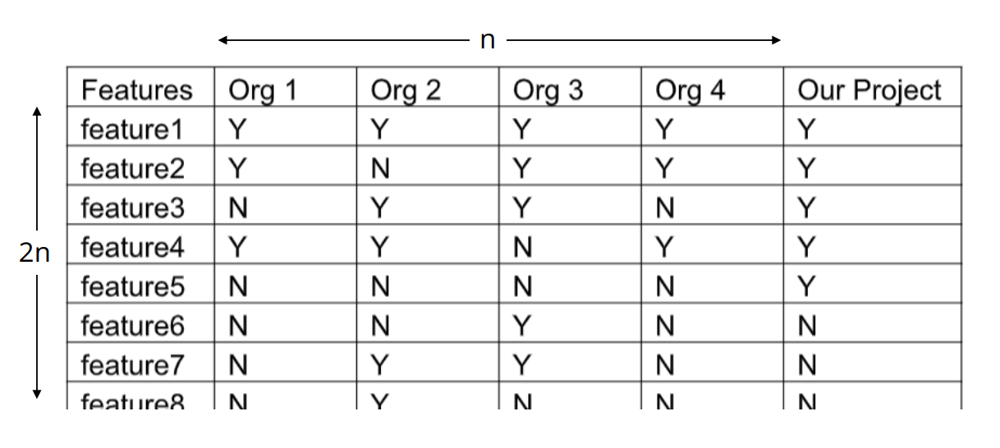 n
Features Org 1 Org 2 Org 3 Org 4 Our Project
feature1 Y Y Y Y Y
feature2 Y N Y Y Y
feature3 N Y Y N Y
2n
feature4 Y Y N Y Y
feature5 N N N N Y
feature6 N N Y N N
feature7 N Y Y N N
feature8 N Y N N N